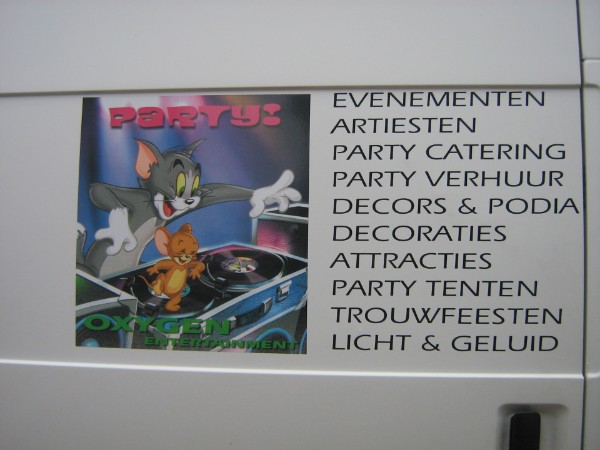 PARTY!
OXYGEN
ENTERTAINMENT
EVENEMENTEN
ARTIESTEN
PARTY CATERING
PARTY VERHUUR
DECORS & PODIA
DECORATIES
ATTRACTIES
PARTY TENTEN
TROUWFEESTEN
LICHT & GELUID